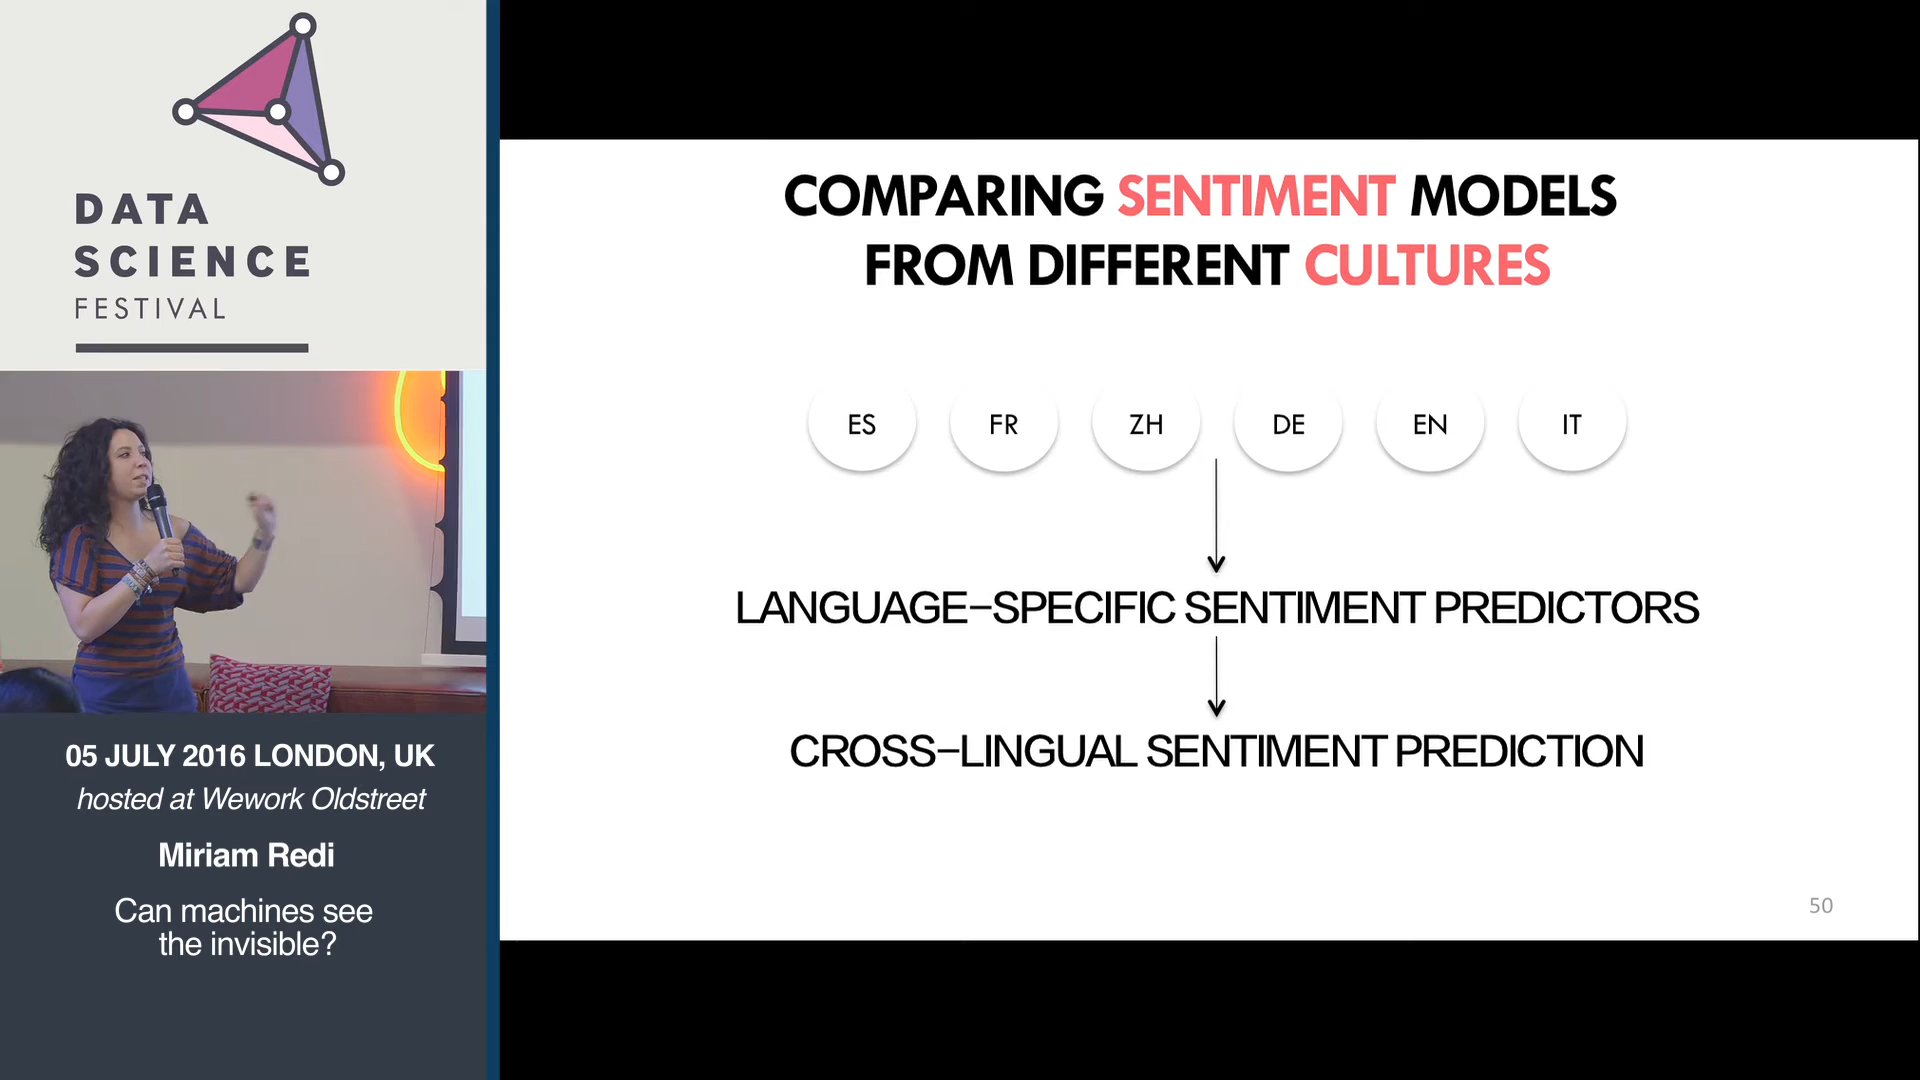 DATA
SCIENCE
FESTIVAL
05 JULY 2016 LONDON, UK
hosted at Wework Oldstreet
Miriam Redi
Can machines see
the invisible?
COMPARING SENTIMENT MODELS
FROM DIFFERENT CULTURES
ES FR ZH DE EN IT
LANGUAGE–SPECIFIC SENTIMENT PREDICTORS
CROSS–LINGUAL SENTIMENT PREDICTION
50